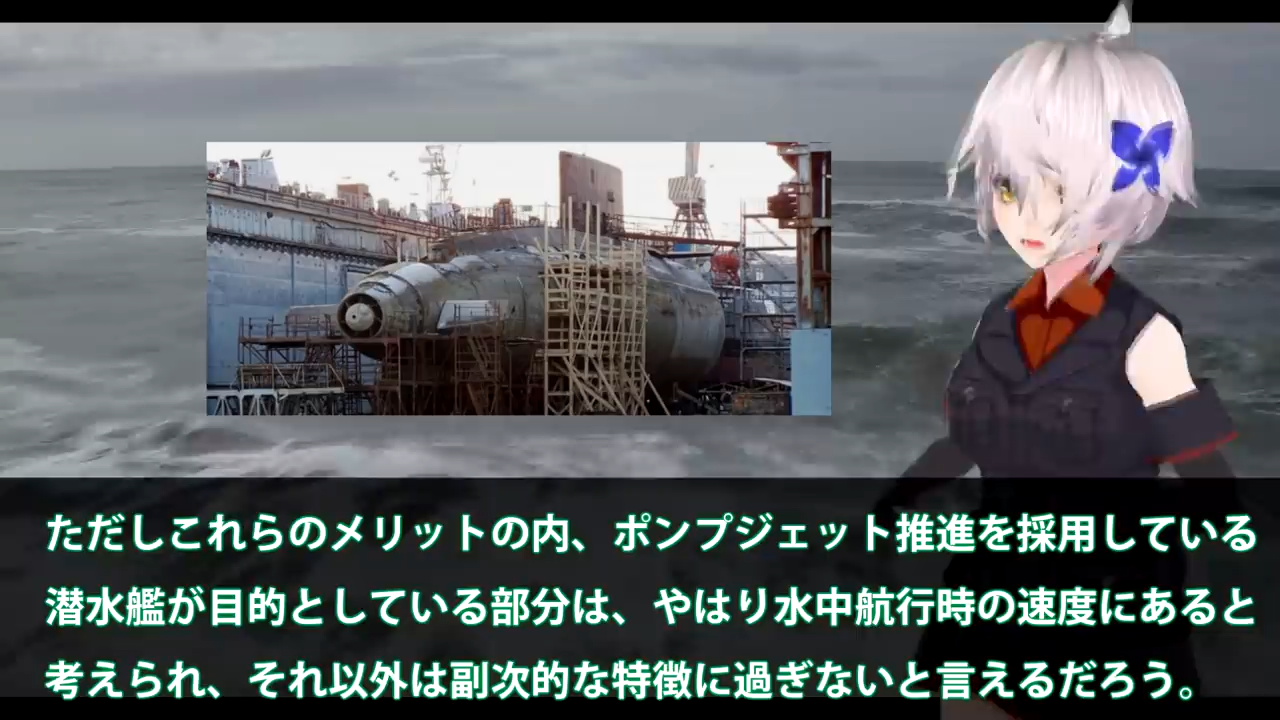 ただしこれらのメリットの内、ポンプジェット推進を採用している
潜水艦が目的としている部分は、やはり水中航行時の速度にあると
考えられ、それ以外は副次的な特徴に過ぎないと言えるだろう。